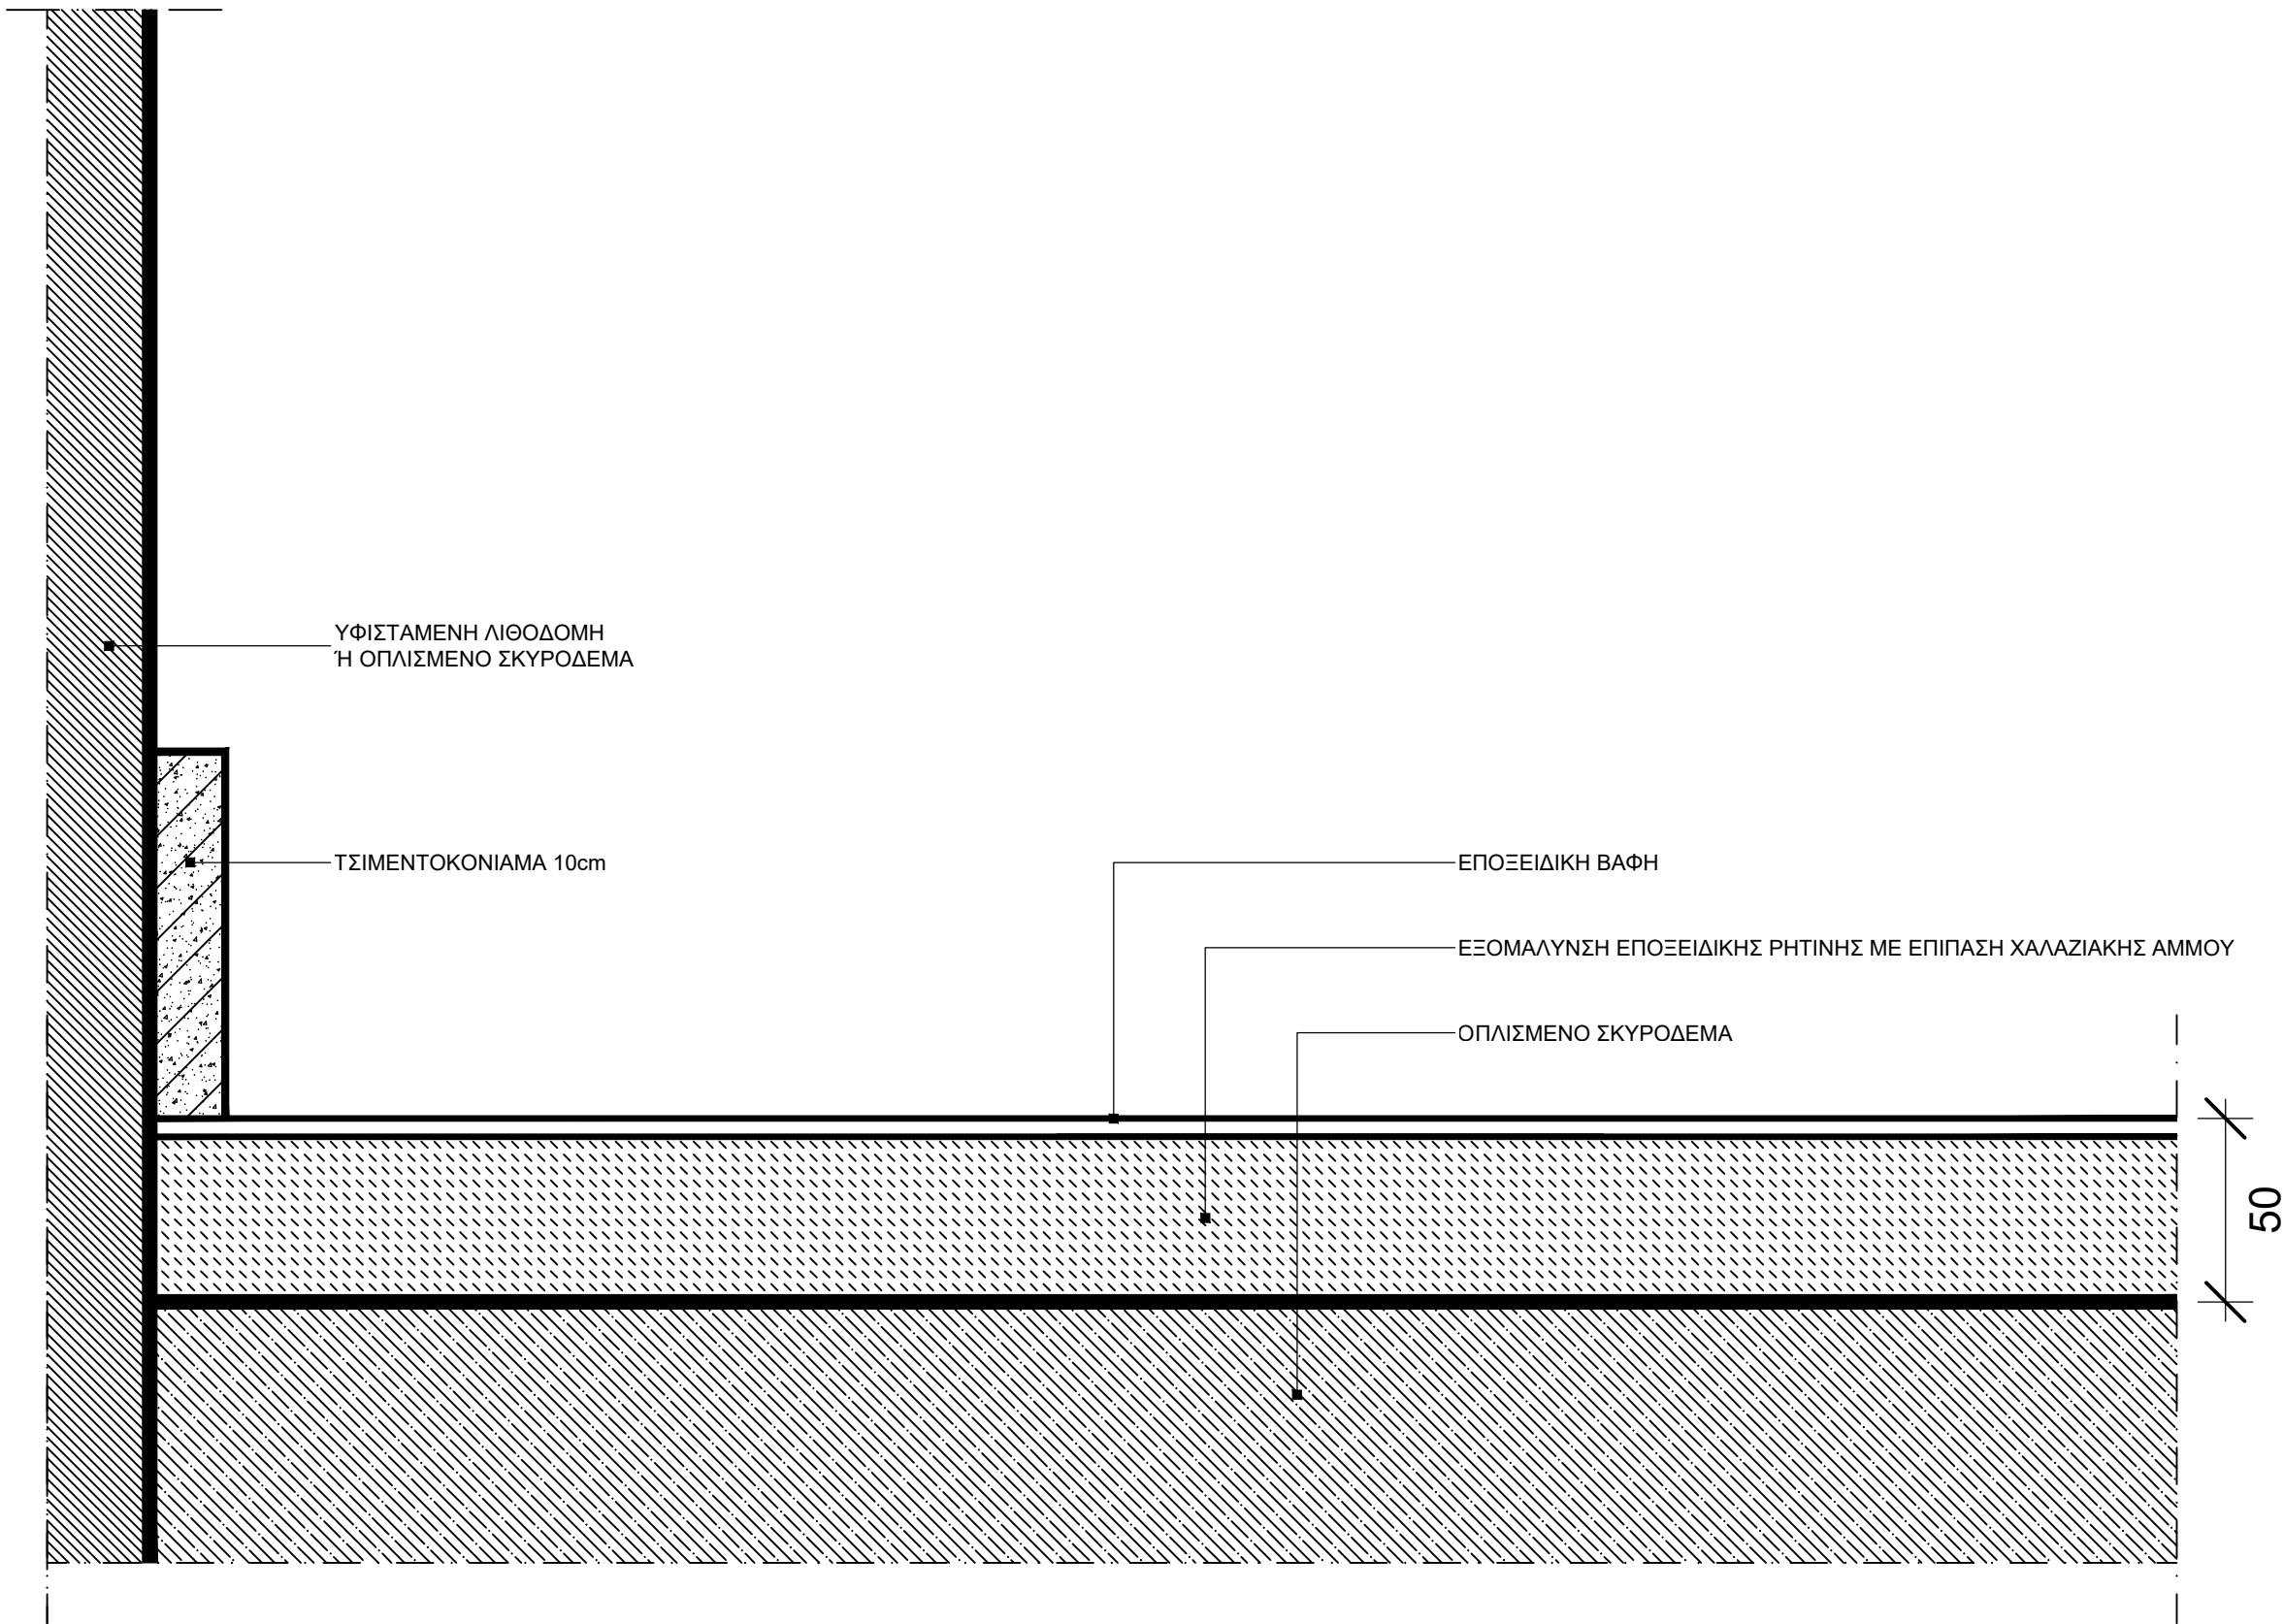 ΥΦΙΣΤΑΜΕΝΗ ΛΙΘΟΔΟΜΗ
Ή ΟΠΛΙΣΜΕΝΟ ΣΚΥΡΟΔΕΜΑ
ΤΣΙΜΕΝΤΟΚΟΝΙΑΜΑ 10cm
ΕΠΟΞΕΙΔΙΚΗ ΒΑΦΗ
ΕΞΟΜΑΛΥΝΣΗ ΕΠΟΞΕΙΔΙΚΗΣ ΡΗΤΙΝΗΣ ΜΕ ΕΠΙΠΑΣΗ ΧΑΛΑΖΙΑΚΗΣ ΑΜΜΟΥ
ΟΠΛΙΣΜΕΝΟ ΣΚΥΡΟΔΕΜΑ
50